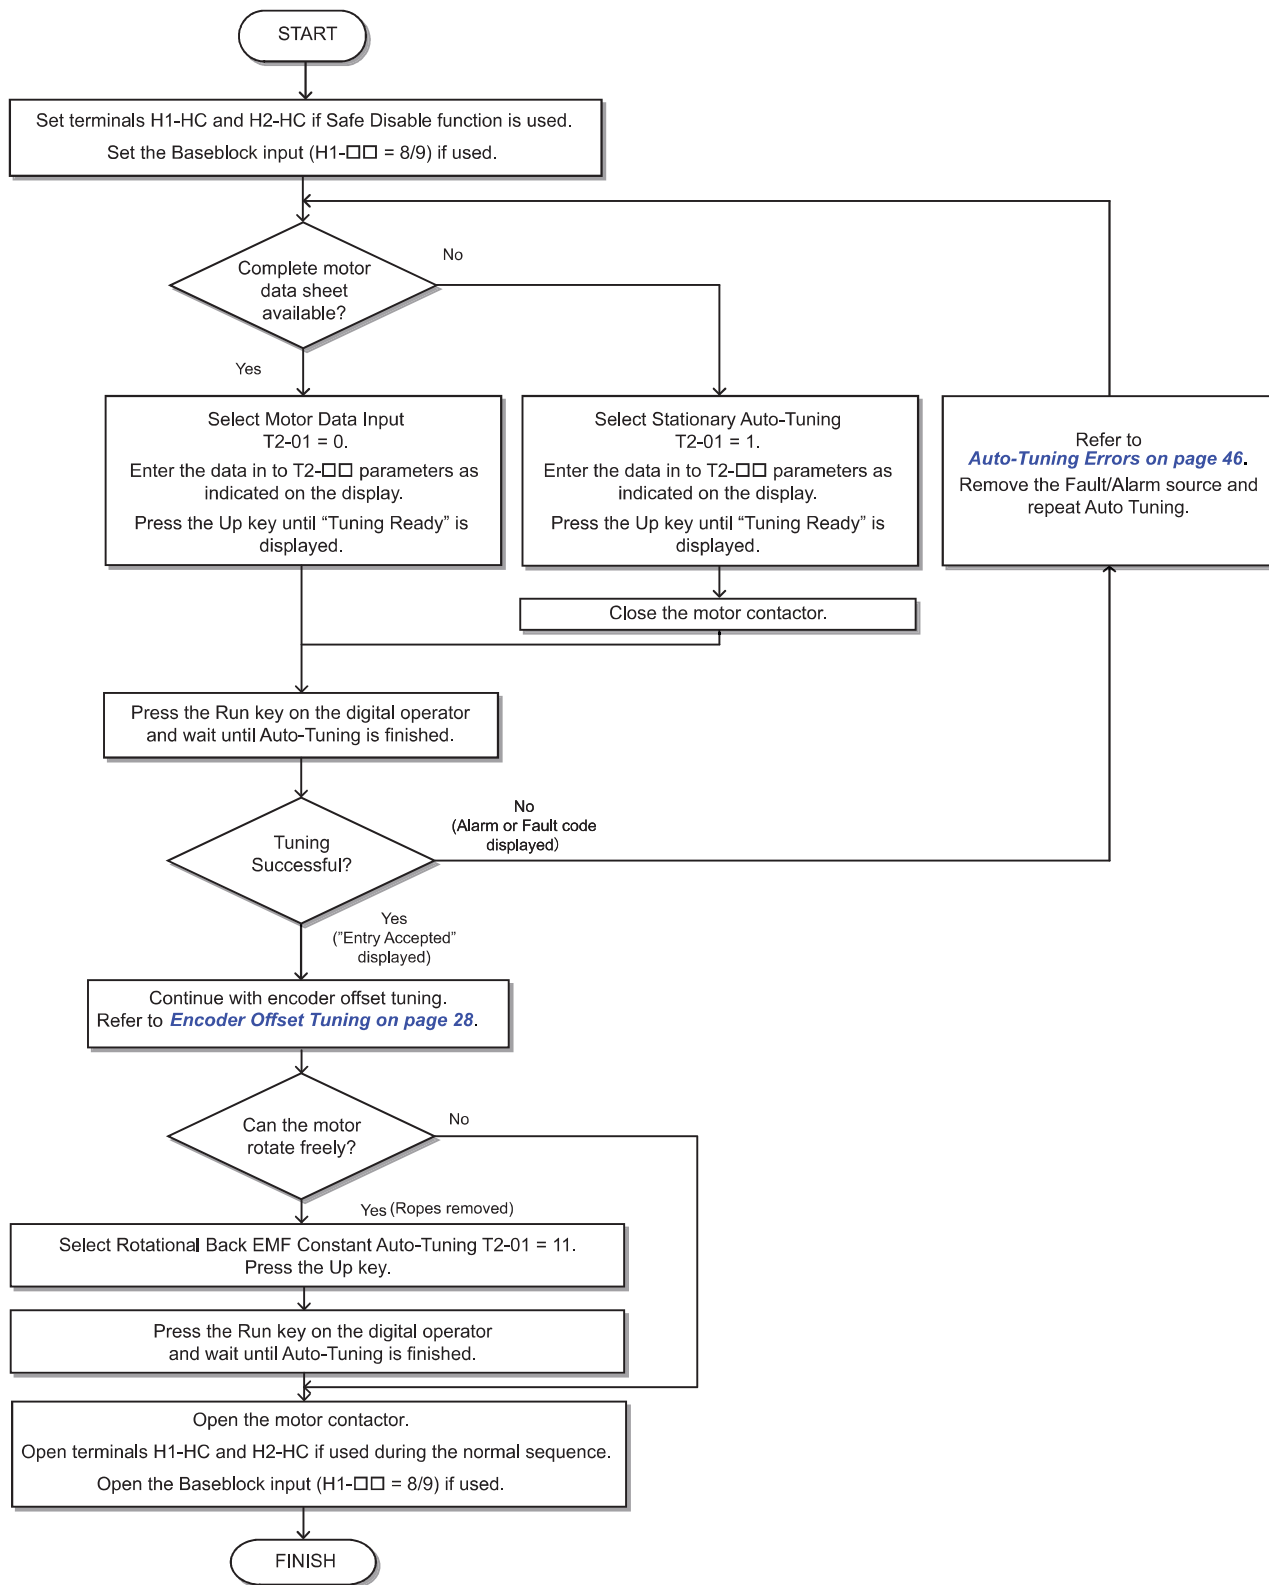 START
Set terminals H1-HC and H2-HC if Safe Disable function is used.
Set the Baseblock input (H1-□□ = 8/9) if used.
Complete motor
data sheet
available?
No
Yes
Select Motor Data Input
T2-01 = 0.
Enter the data in to T2-□□ parameters as
indicated on the display.
Press the Up key until “Tuning Ready” is
displayed.
Select Stationary Auto-Tuning
T2-01 = 1.
Enter the data in to T2-□□ parameters as
indicated on the display.
Press the Up key until “Tuning Ready” is
displayed.
Refer to
Auto-Tuning Errors on page 46.
Remove the Fault/Alarm source and
repeat Auto Tuning.
Close the motor contactor.
Press the Run key on the digital operator
and wait until Auto-Tuning is finished.
Tuning
Successful?
No
(Alarm or Fault code
displayed)
Yes
(”Entry Accepted”
displayed)
Continue with encoder offset tuning.
Refer to Encoder Offset Tuning on page 28.
Can the motor
rotate freely?
No
Yes (Ropes removed)
Select Rotational Back EMF Constant Auto-Tuning T2-01 = 11.
Press the Up key.
Press the Run key on the digital operator
and wait until Auto-Tuning is finished.
Open the motor contactor.
Open terminals H1-HC and H2-HC if used during the normal sequence.
Open the Baseblock input (H1-□□ = 8/9) if used.
FINISH